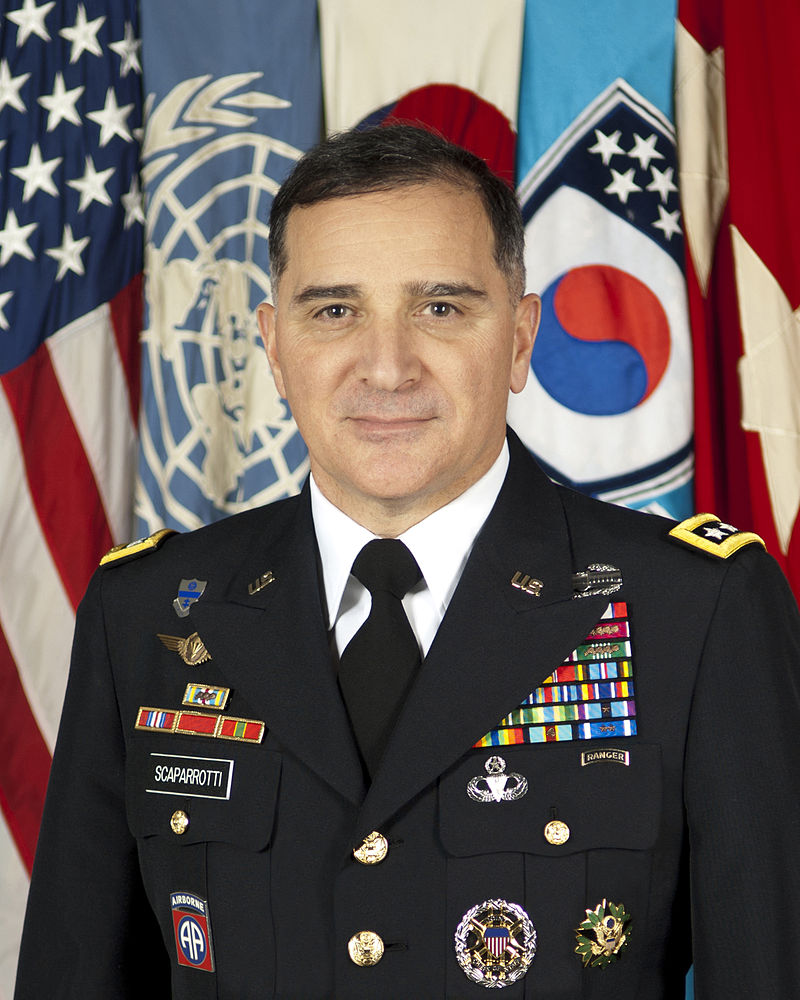 U.S.
U.S.
SCAPARROTTI
RANGER
AIRBORNE
AA